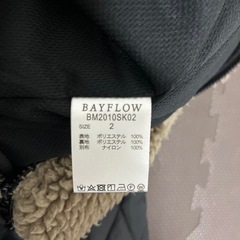 BAYFLOW
BM2010SK02
SIZE 2
表地 ポリエステル 100%
裏地 ポリエステル 100%
別布 ナイロン 100%